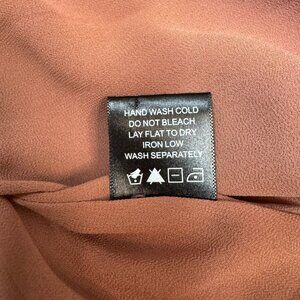 HAND WASH COLD
DO NOT BLEACH
LAY FLAT TO DRY
IRON LOW
WASH SEPARATELY